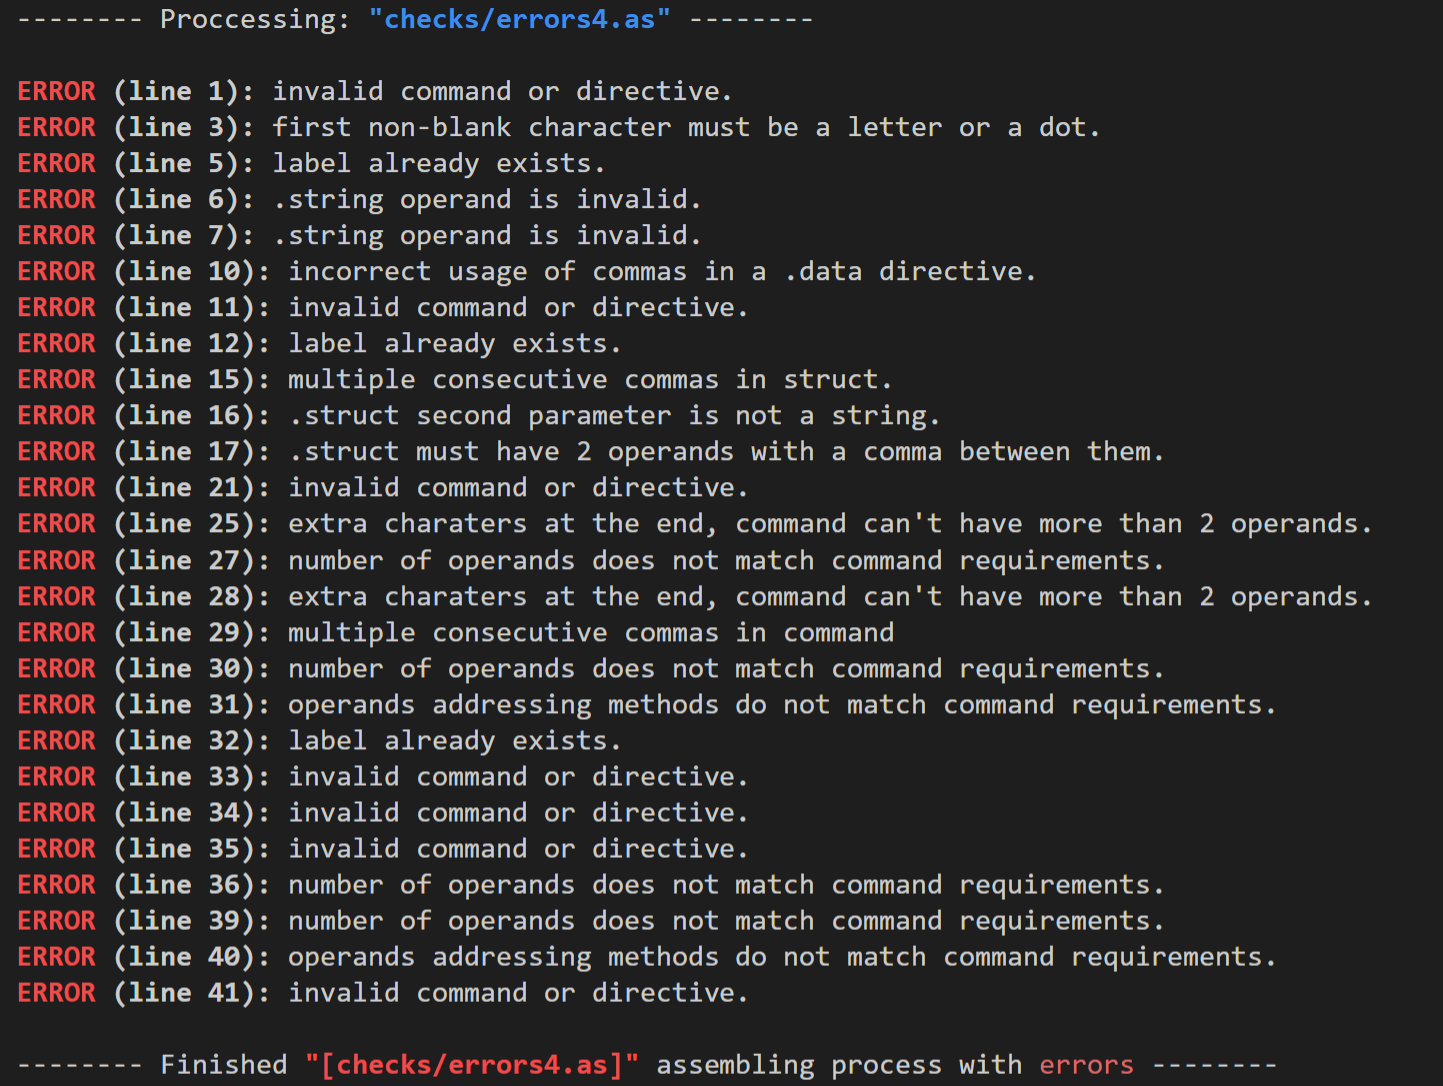 -------- Proccessing: "checks/errors4.as" --------
ERROR (line 1): invalid command or directive.
ERROR (line 3): first non-blank character must be a letter or a dot.
ERROR (line 5): label already exists.
ERROR (line 6): .string operand is invalid.
ERROR (line 7): .string operand is invalid.
ERROR (line 10): incorrect usage of commas in a .data directive.
ERROR (line 11): invalid command or directive.
ERROR (line 12): label already exists.
ERROR (line 15): multiple consecutive commas in struct.
ERROR (line 16): .struct second parameter is not a string.
ERROR (line 17): .struct must have 2 operands with a comma between them.
ERROR (line 21): invalid command or directive.
ERROR (line 25): extra charaters at the end, command can't have more than 2 operands.
ERROR (line 27): number of operands does not match command requirements.
ERROR (line 28): extra charaters at the end, command can't have more than 2 operands.
ERROR (line 29): multiple consecutive commas in command
ERROR (line 30): number of operands does not match command requirements.
ERROR (line 31): operands addressing methods do not match command requirements.
ERROR (line 32): label already exists.
ERROR (line 33): invalid command or directive.
ERROR (line 34): invalid command or directive.
ERROR (line 35): invalid command or directive.
ERROR (line 36): number of operands does not match command requirements.
ERROR (line 39): number of operands does not match command requirements.
ERROR (line 40): operands addressing methods do not match command requirements.
ERROR (line 41): invalid command or directive.
-------- Finished "[checks/errors4.as]" assembling process with errors --------